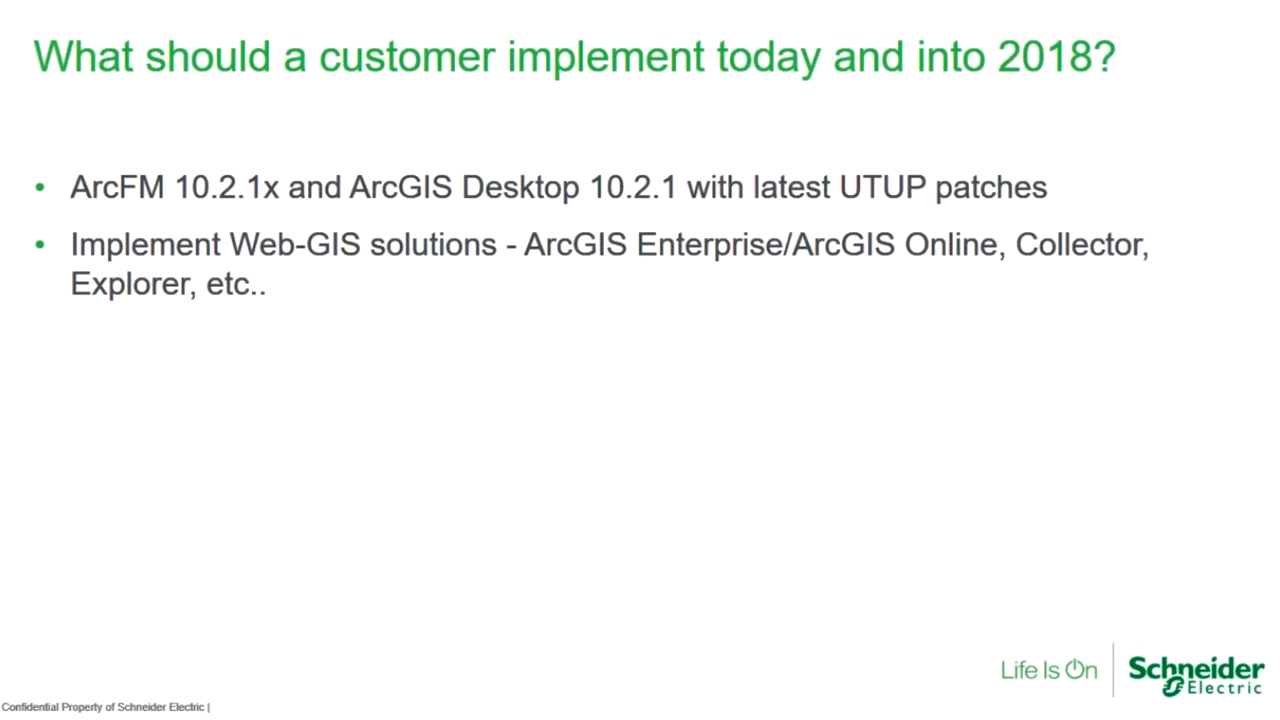 What should a customer implement today and into 2018?
• ArcFM 10.2.1x and ArcGIS Desktop 10.2.1 with latest UTUP patches
• Implement Web-GIS solutions - ArcGIS Enterprise/ArcGIS Online, Collector,
Explorer, etc..
Life Is On
Schneider
Electric
Confidential Property of Schneider Electric |